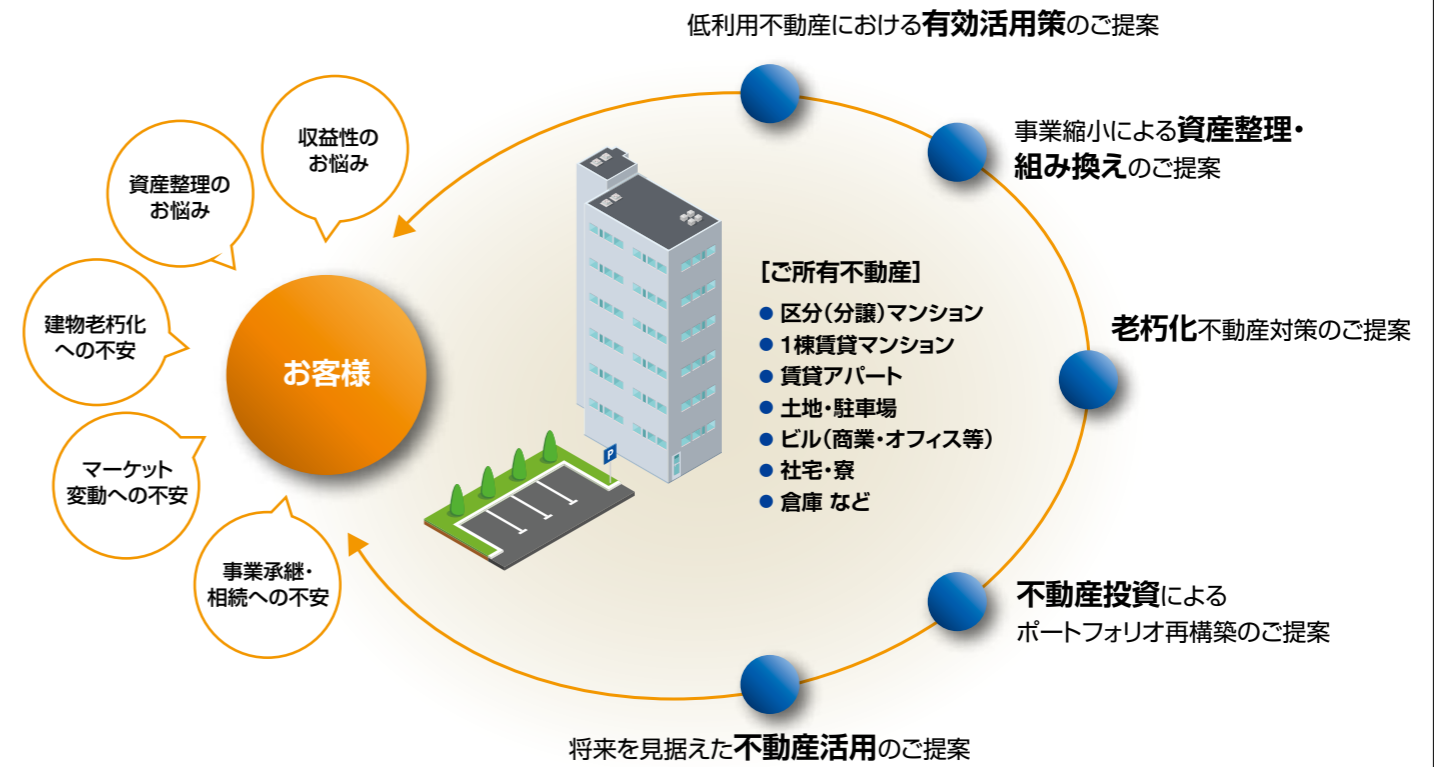 低利用不動産における有効活用策のご提案
事業縮小による資産整理・
組み換えのご提案
老朽化不動産対策のご提案
不動産投資による
ポートフォリオ再構築のご提案
将来を見据えた不動産活用のご提案
収益性の
お悩み
資産整理の
お悩み
建物老朽化
への不安
マーケット
変動への不安
事業承継・
相続への不安
お客様
P
［ご所有不動産］
● 区分（分譲）マンション
● 1棟賃貸マンション
● 賃貸アパート
● 土地・駐車場
● ビル（商業・オフィス等）
● 社宅・寮
● 倉庫 など